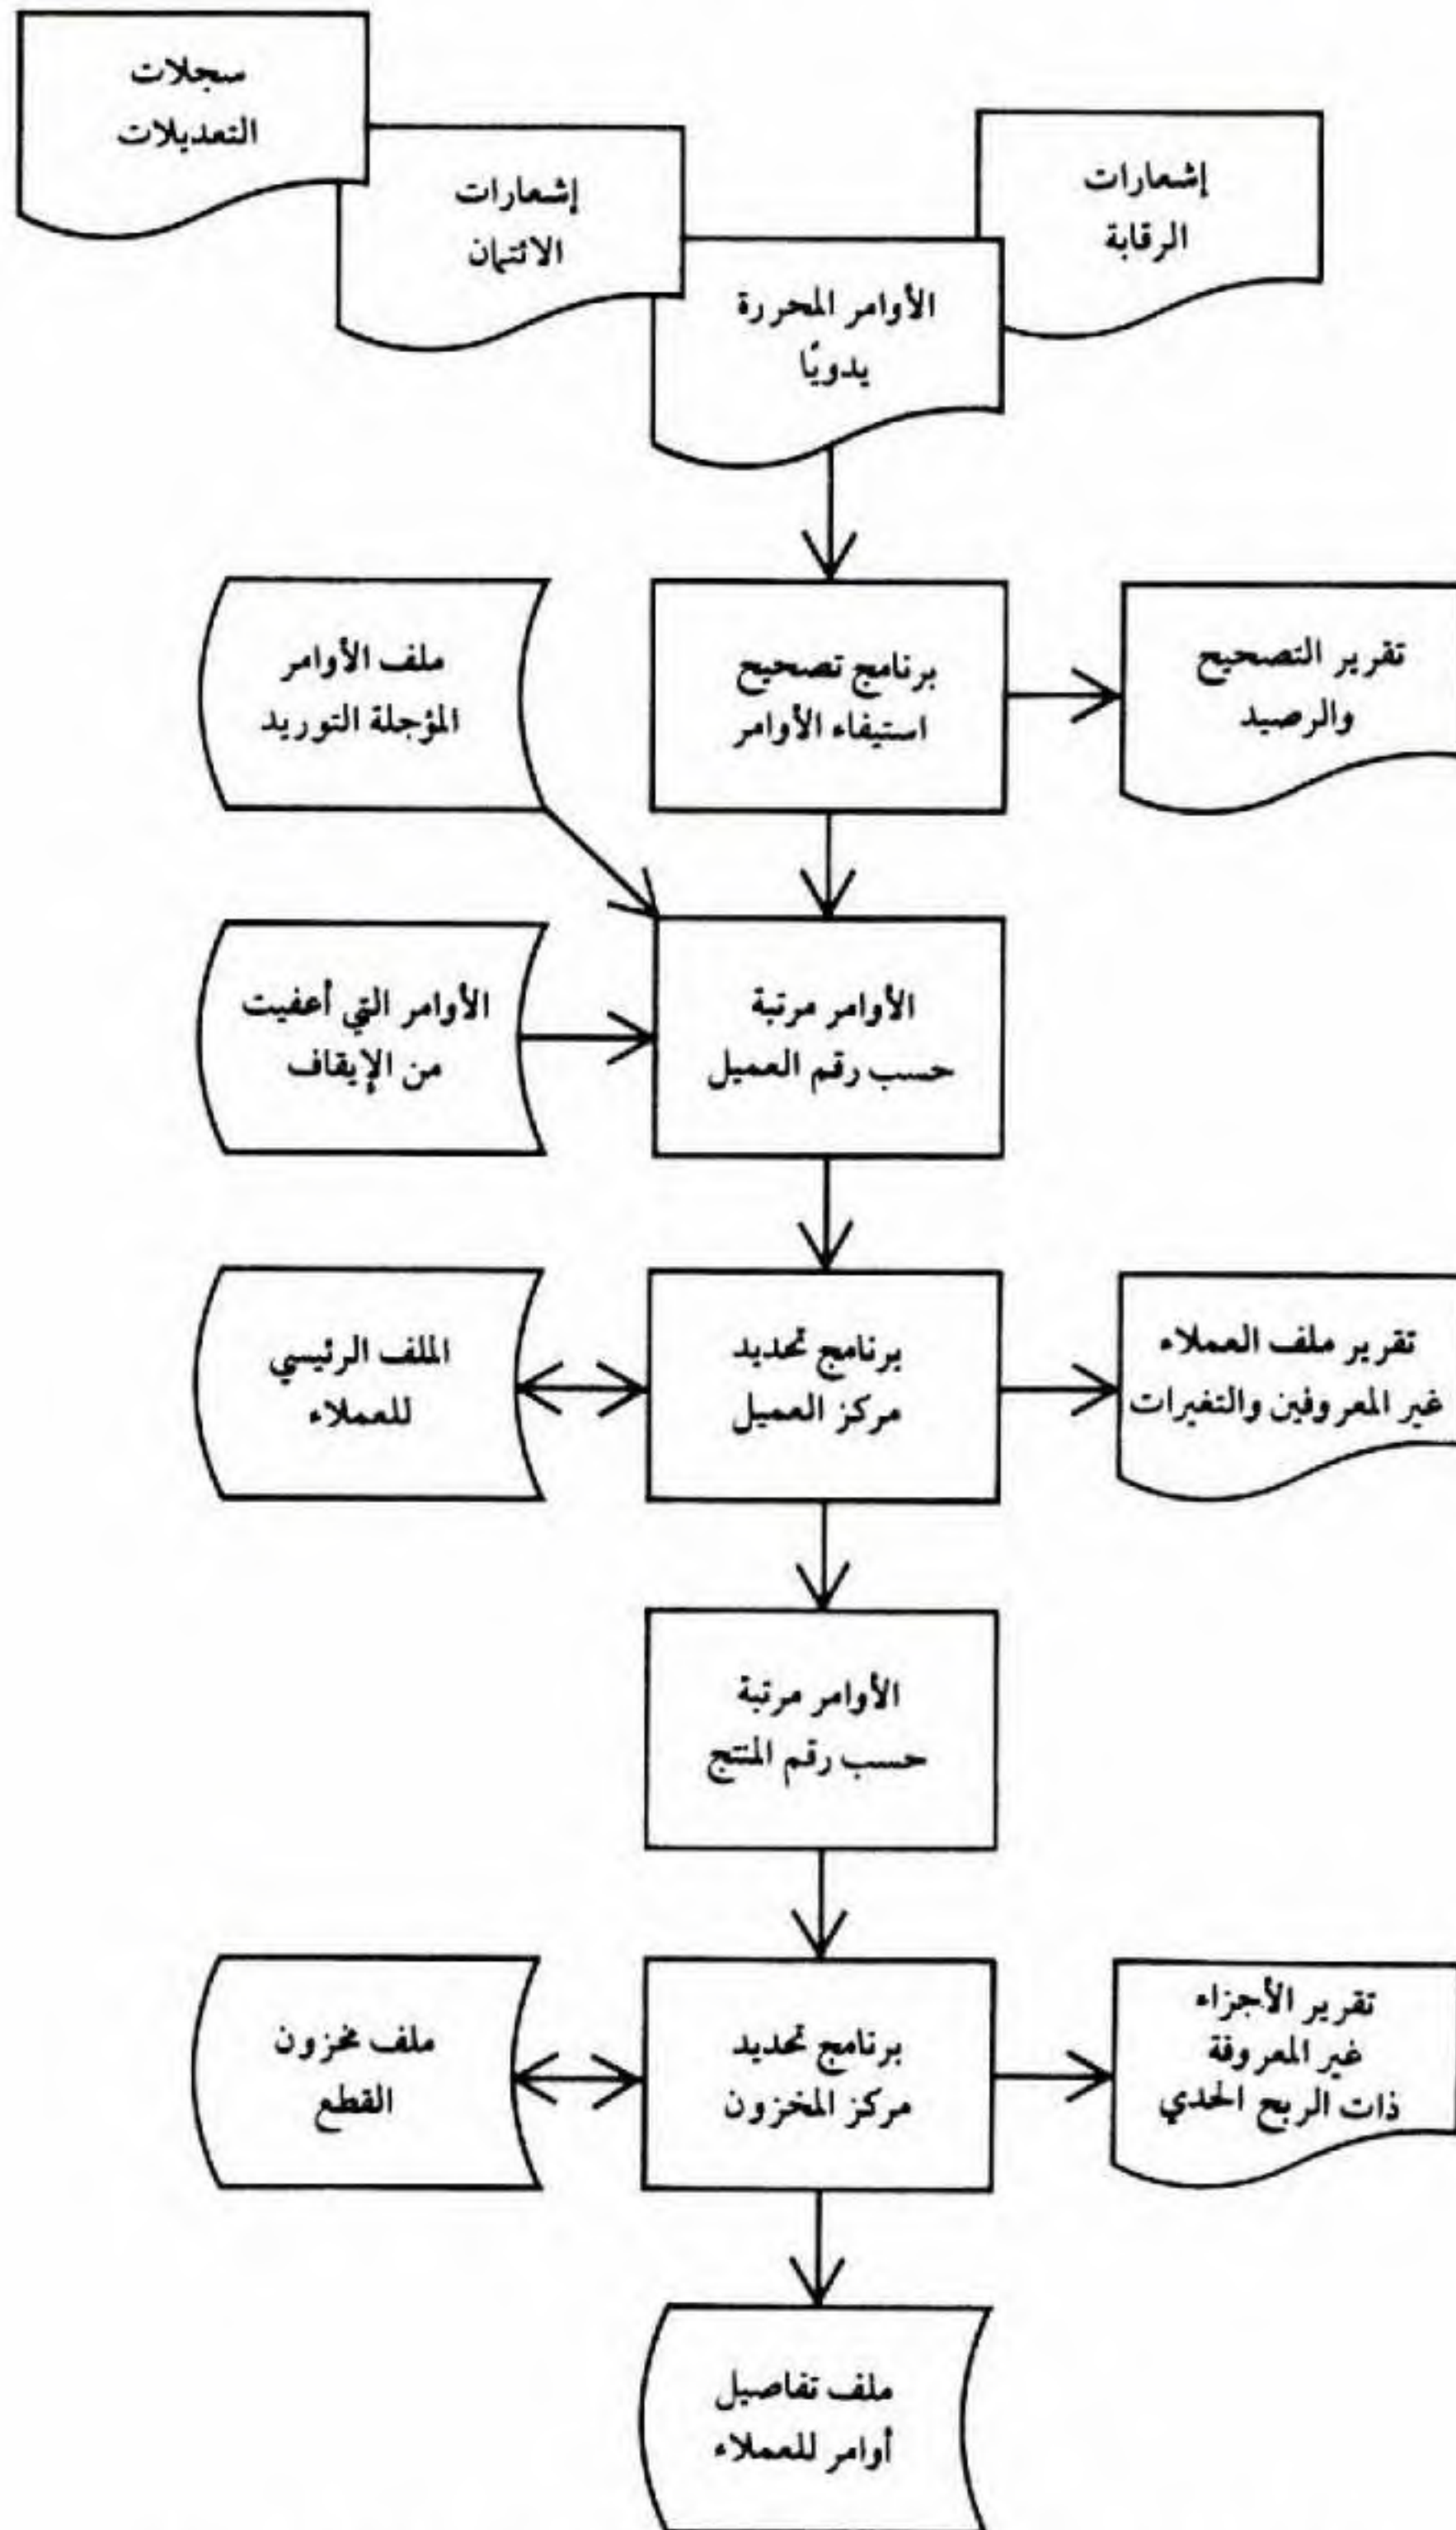 سجلات
التعديلات
إشعارات
الائتمان
الأوامر المحررة
يدويًا
إشعارات
الرقابة
برنامج تصحيح
استيفاء الأوامر
تقرير التصحيح
والرصيد
ملف الأوامر
المؤجلة التوريد
الأوامر مرتبة
حسب رقم العميل
الأوامر التي أعفيت
من الإيقاف
برنامج تحديد
مركز العميل
تقرير ملف العملاء
غير المعروفين والتغيرات
الملف الرئيسي
للعملاء
الأوامر مرتبة
حسب رقم المنتج
برنامج تحديد
مركز المخزون
تقرير الأجزاء
غير المعروفة
ذات الربح الحدي
ملف مخزون
القطع
ملف تفاصيل
أوامر للعملاء